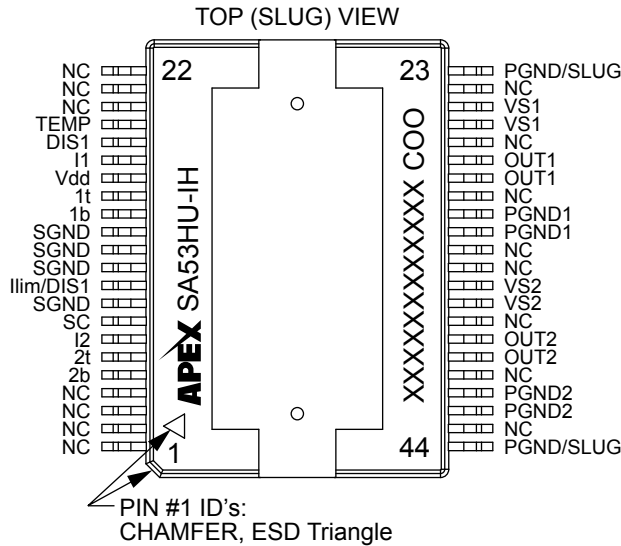 TOP (SLUG) VIEW
NC
NC
NC
TEMP
DIS1
I1
Vdd
1t
1b
SGND
SGND
SGND
Ilim/DIS1
SGND
SC
I2
2t
2b
NC
NC
NC
NC
22
23
APEX SA53HU-IH
XXXXXXXXXXXX COO
1
44
PGND/SLUG
NC
VS1
VS1
NC
OUT1
OUT1
NC
PGND1
PGND1
NC
NC
VS2
VS2
NC
OUT2
OUT2
NC
PGND2
PGND2
NC
PGND/SLUG
PIN #1 ID's:
CHAMFER, ESD Triangle